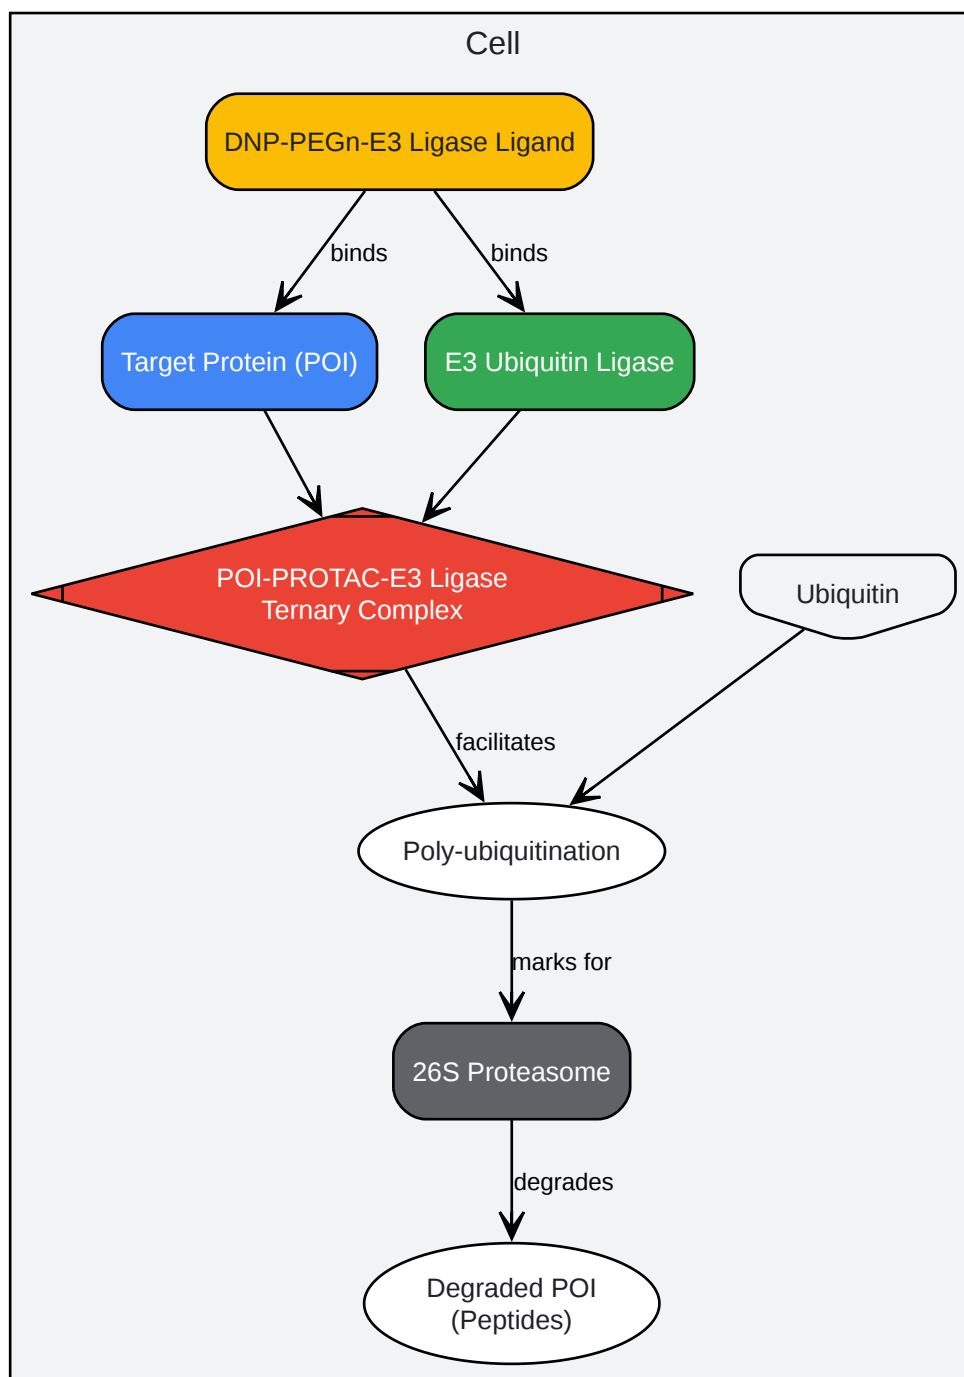 Cell
DNP-PEGn-E3 Ligase Ligand
binds
binds
Target Protein (POI)
E3 Ubiquitin Ligase
POI-PROTAC-E3 Ligase
Ternary Complex
Ubiquitin
facilitates
Poly-ubiquitination
marks for
26S Proteasome
degrades
Degraded POI
(Peptides)